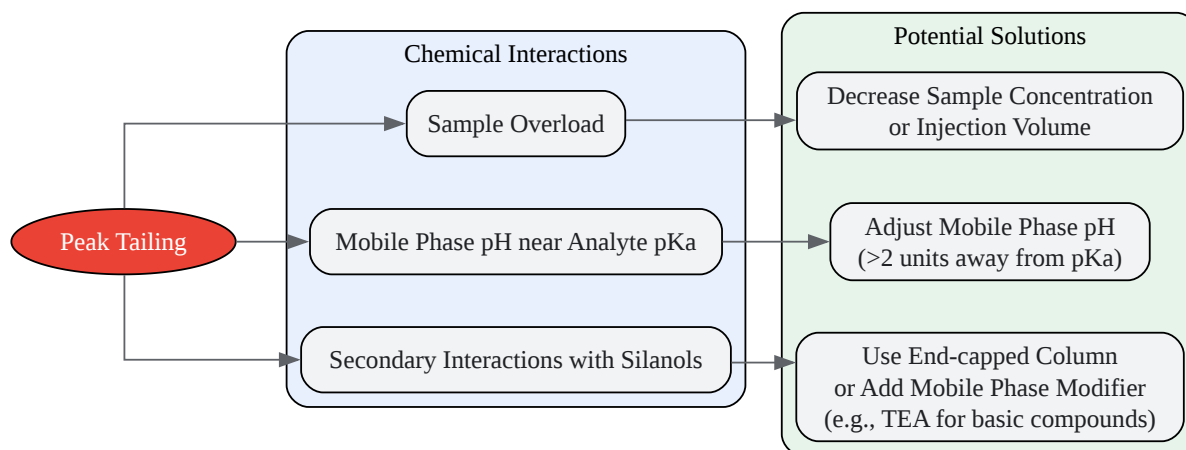 Chemical Interactions
Potential Solutions
Sample Overload
Decrease Sample Concentration
or Injection Volume
Peak Tailing
Mobile Phase pH near Analyte pKa
Adjust Mobile Phase pH
(>2 units away from pKa)
Secondary Interactions with Silanols
Use End-capped Column
or Add Mobile Phase Modifier
(e.g., TEA for basic compounds)